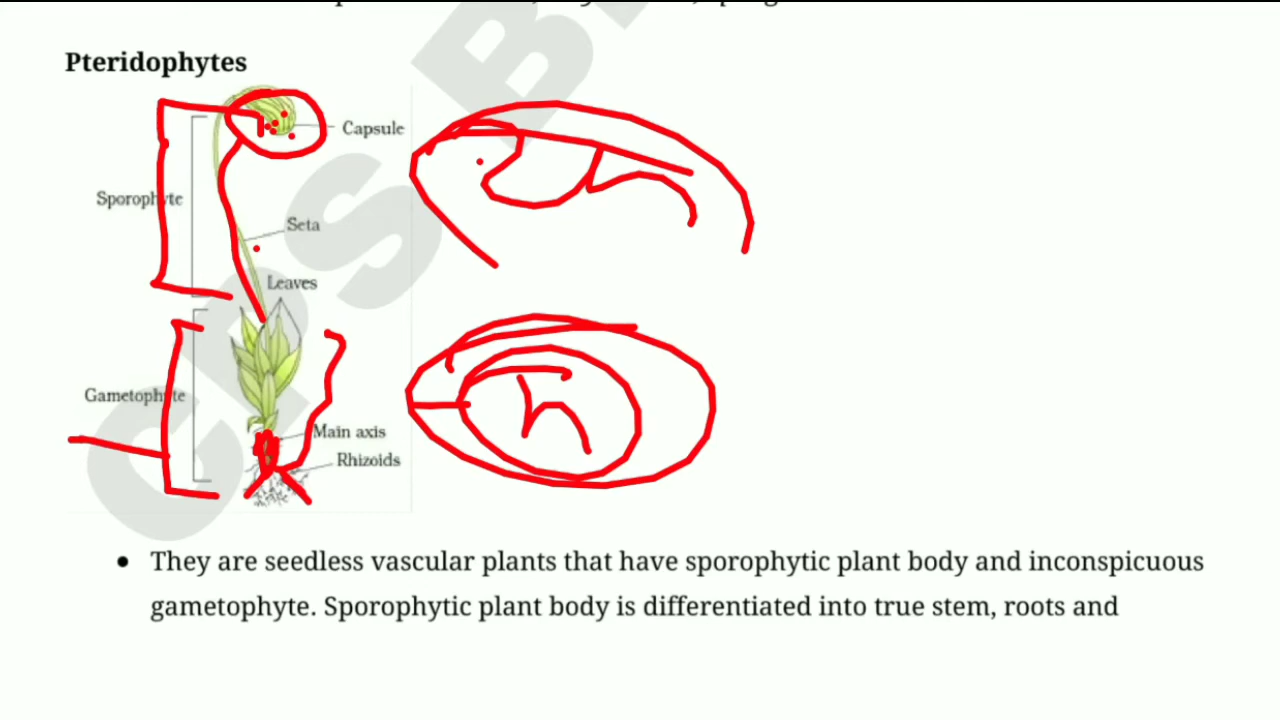 Pteridophytes
Capsule
Sporophyte
Seta
Leaves
Gametophyte
Main axis
Rhizoids
• They are seedless vascular plants that have sporophytic plant body and inconspicuous
gametophyte. Sporophytic plant body is differentiated into true stem, roots and